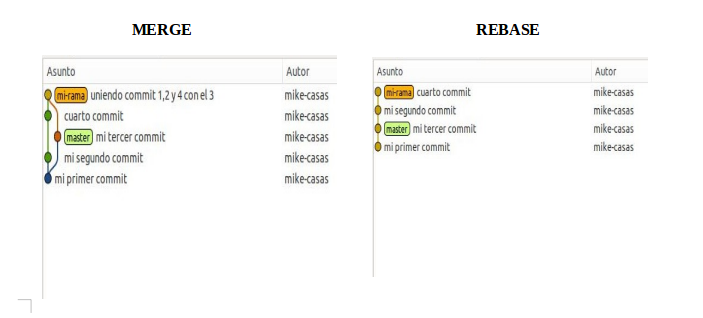 MERGE
Asunto Autor
mi-rama uniendo commit 1,2 y 4 con el 3 mike-casas
cuarto commit mike-casas
master mi tercer commit mike-casas
mi segundo commit mike-casas
mi primer commit mike-casas
REBASE
Asunto Autor
mi-rama cuarto commit mike-casas
mi segundo commit mike-casas
master mi tercer commit mike-casas
mi primer commit mike-casas